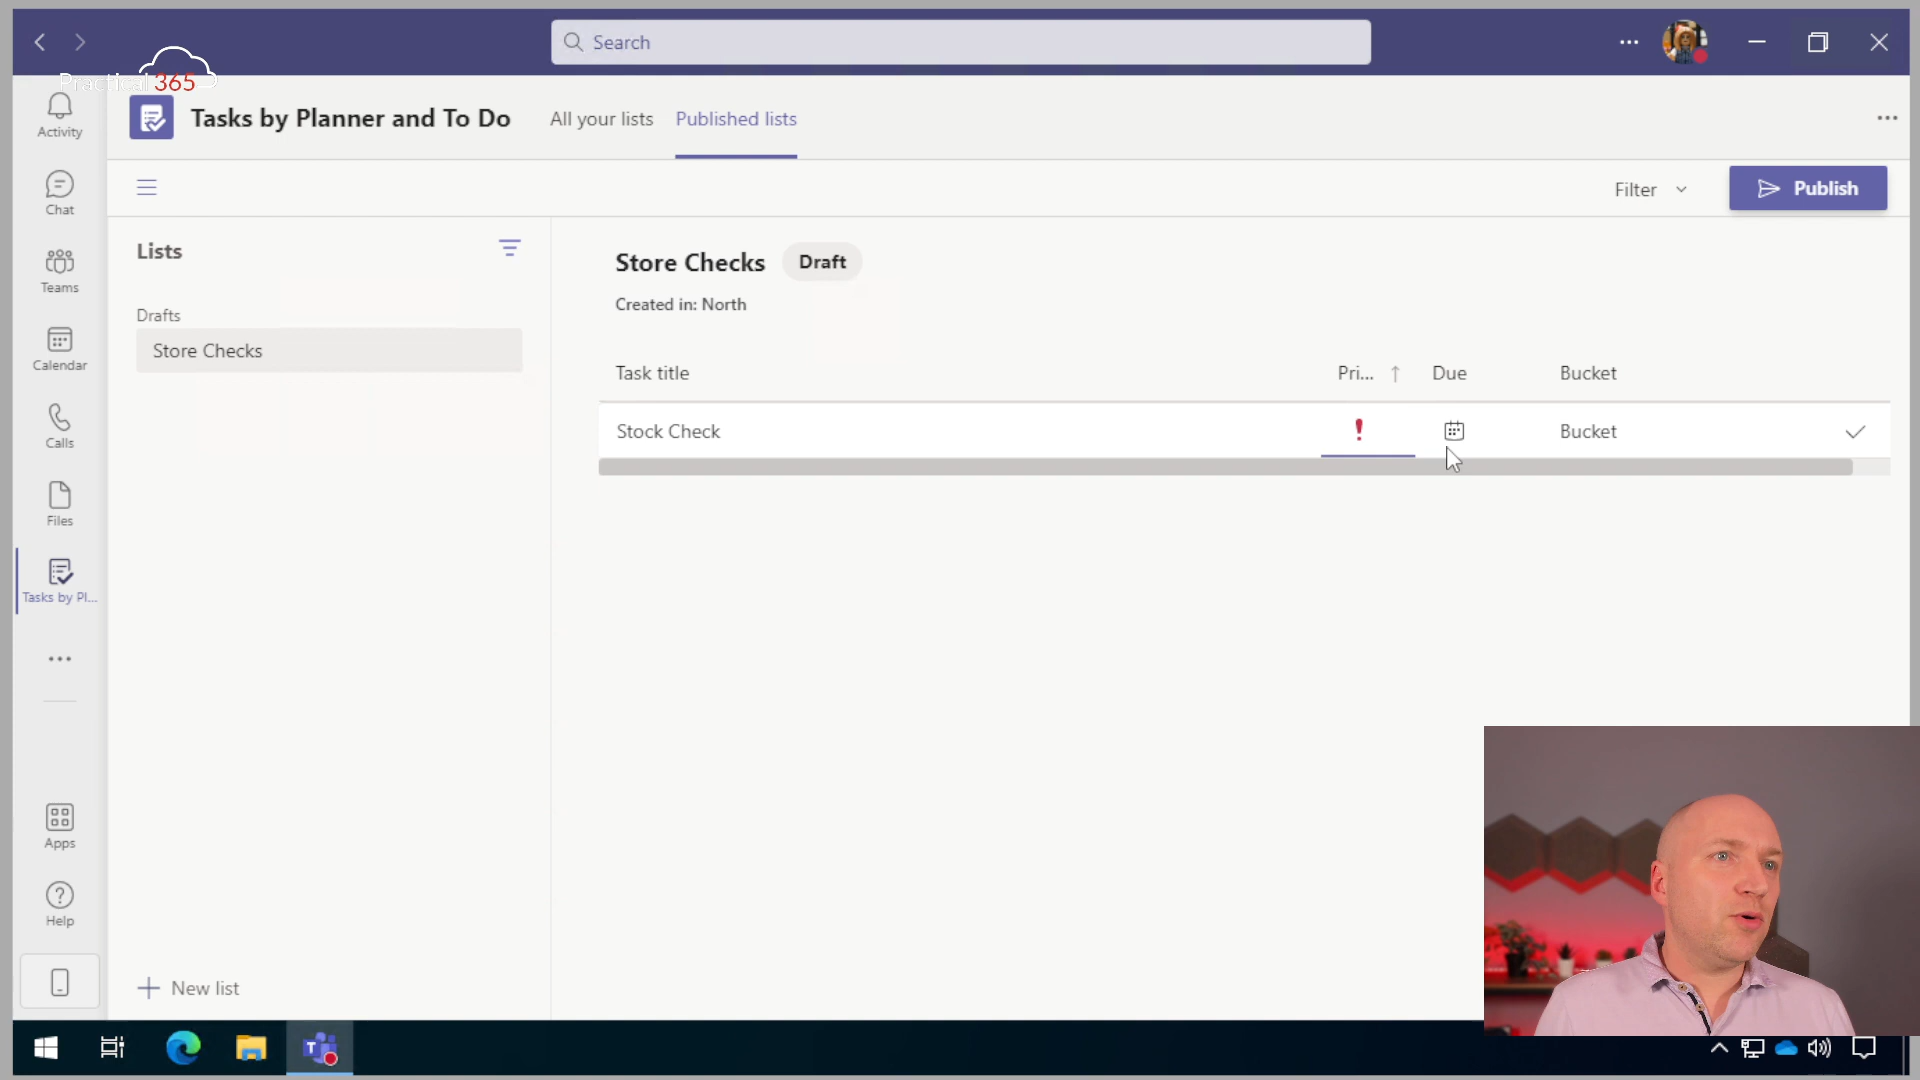 Search
Practical 365
Tasks by Planner and To Do
All your lists
Published lists
Activity
Chat
Teams
Calendar
Calls
Files
Tasks by Pl...
Apps
Help
Filter
Publish
Lists
Drafts
Store Checks
New list
Store Checks
Draft
Created in: North
Task title
Pri...
Due
Bucket
Stock Check
Bucket